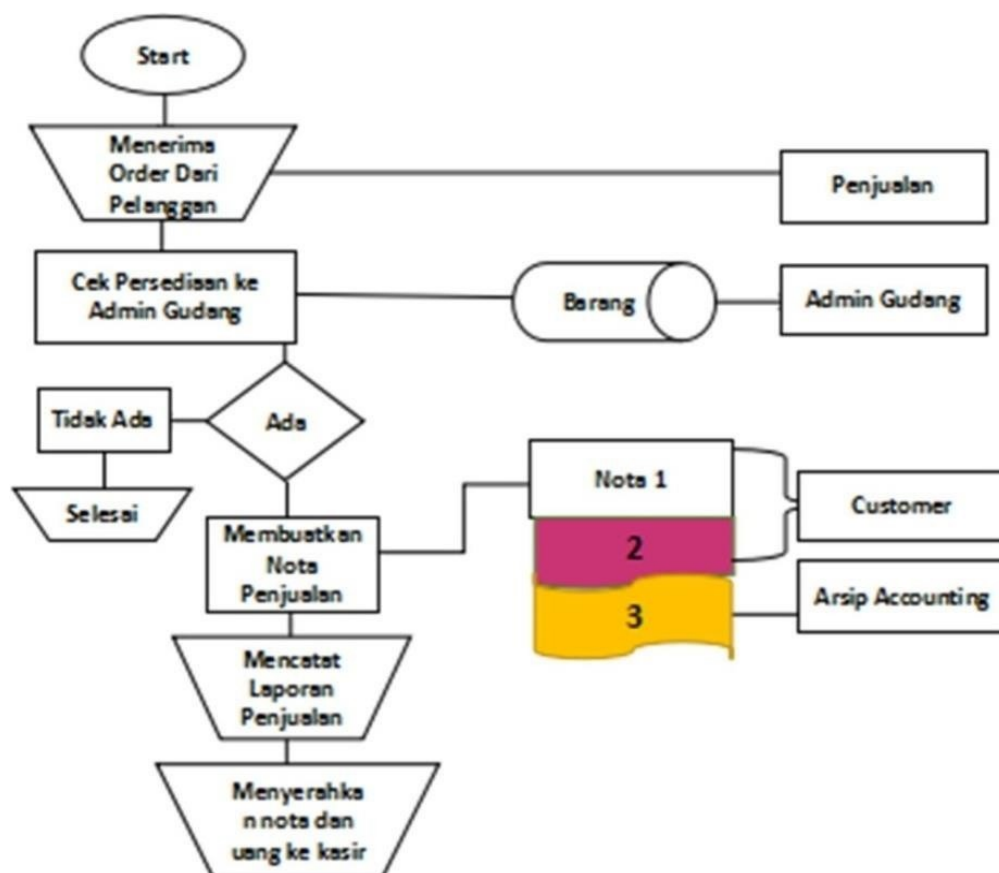 Start
Menerima
Order Dari
Pelanggan
Penjualan
Cek Persediaan ke
Admin Gudang
Barang
Admin Gudang
Tidak Ada
Ada
Selesai
Nota 1
2
3
Customer
Arsip Accounting
Membuatkan
Nota
Penjualan
Mencatat
Laporan
Penjualan
Menyerahka
n nota dan
uang ke kasir